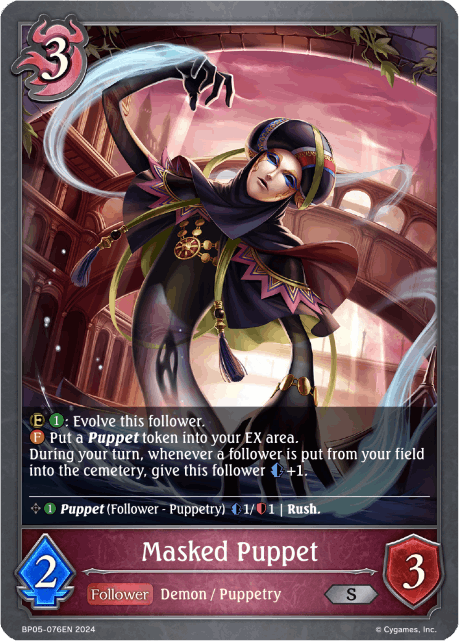 3
E 1: Evolve this follower.
F Put a Puppet token into your EX area.
During your turn, whenever a follower is put from your field
into the cemetery, give this follower +1.
1 Puppet (Follower - Puppetry) 1/ 1 | Rush.
Masked Puppet
2
Follower Demon / Puppetry S
3
BP05-076EN 2024 © Cygames, Inc.